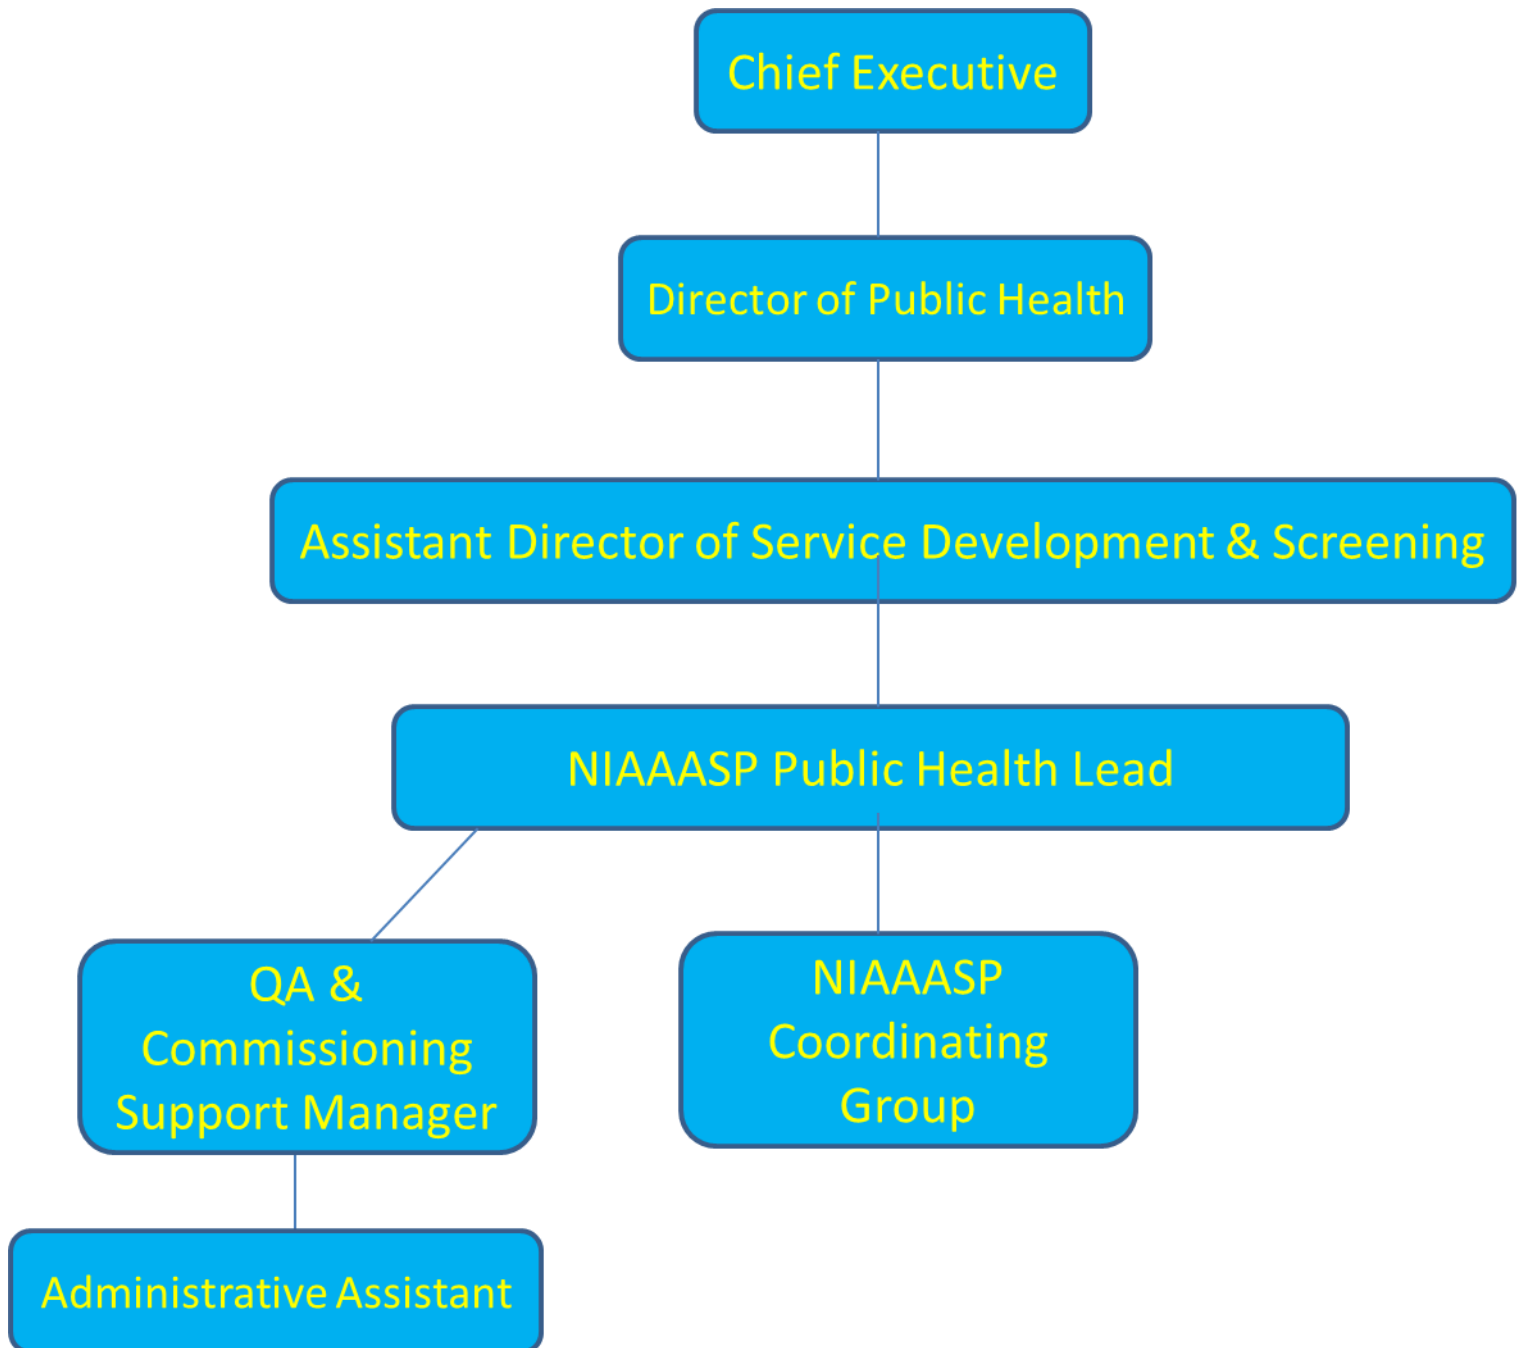 Chief Executive
Director of Public Health
Assistant Director of Service Development & Screening
NIAAASP Public Health Lead
QA &
Commissioning
Support Manager
NIAAASP
Coordinating
Group
Administrative Assistant